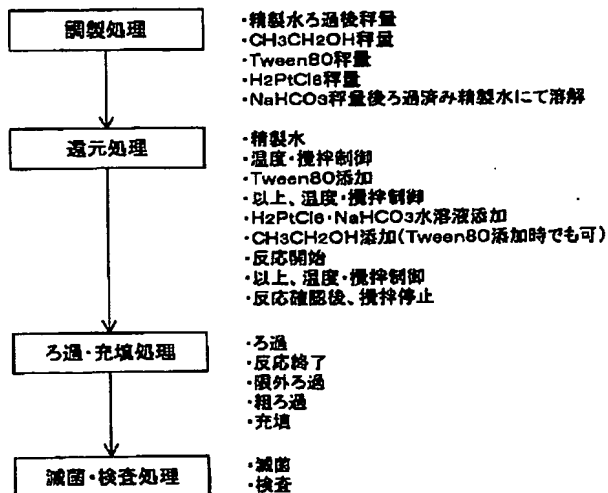 調製処理
・精製水ろ過後秤量
・CH3CH2OH秤量
・Tween80秤量
・H2PtCl6秤量
・NaHCO3秤量後ろ過済み精製水にて溶解
還元処理
・精製水
・温度・攪拌制御
・Tween80添加
・以上、温度・攪拌制御
・H2PtCl6・NaHCO3水溶液添加
・CH3CH2OH添加(Tween80添加時でも可)
・反応開始
・以上、温度・攪拌制御
・反応確認後、攪拌停止
ろ過・充填処理
・ろ過
・反応終了
・限外ろ過
・粗ろ過
・充填
滅菌・検査処理
・滅菌
・検査